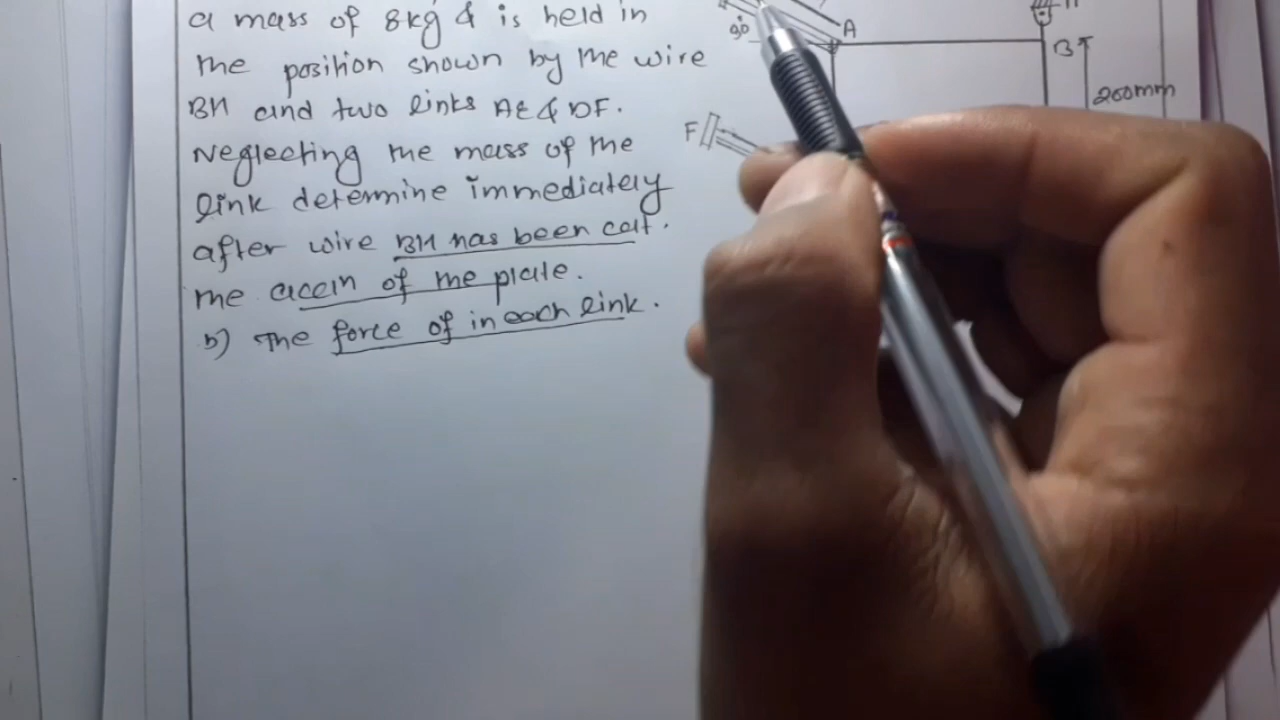 a mass of 8kg & is held in
the position shown by the wire
BH and two links AE & DF.
Neglecting the mass of the
link determine immediately
after wire BH has been cut.
the accln of the plate.
b) The force of in each link.
A
B
200mm
F